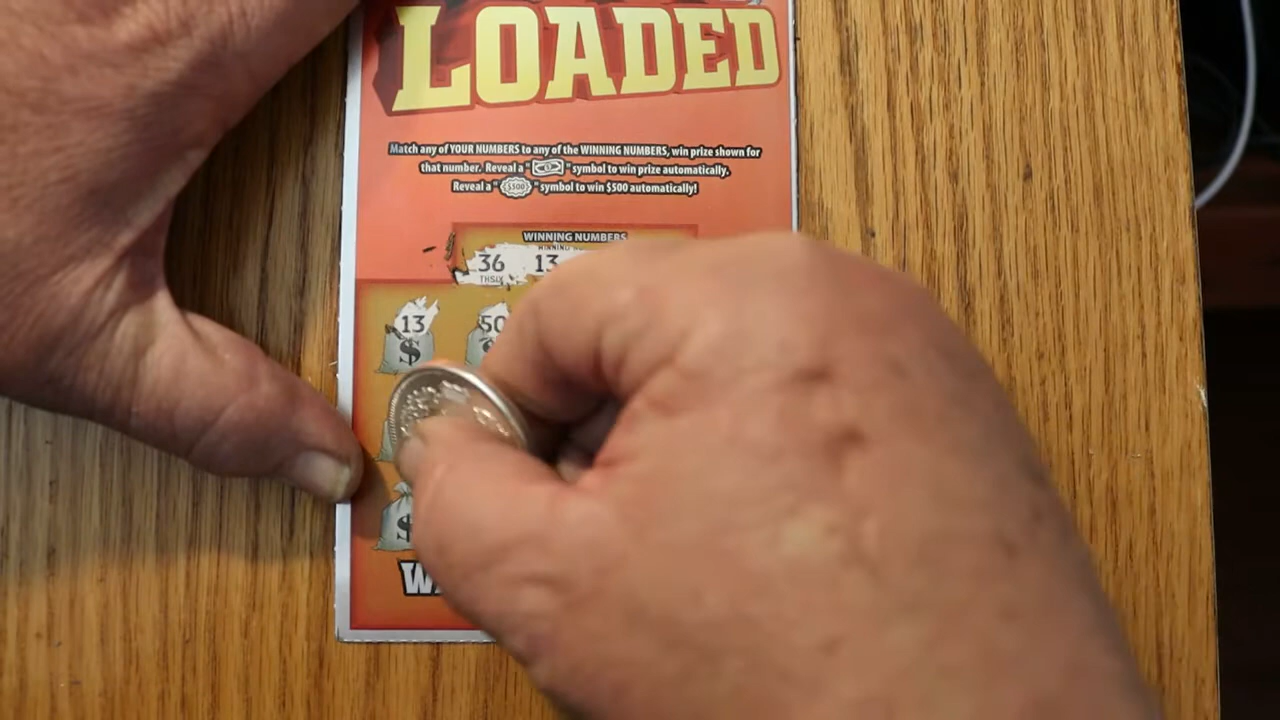 LOADED
Match any of YOUR NUMBERS to any of the WINNING NUMBERS, win prize shown for
that number. Reveal a " " symbol to win prize automatically.
Reveal a " $500 " symbol to win $500 automatically!
WINNING NUMBERS
36 13
THSIX
13 50
$
$